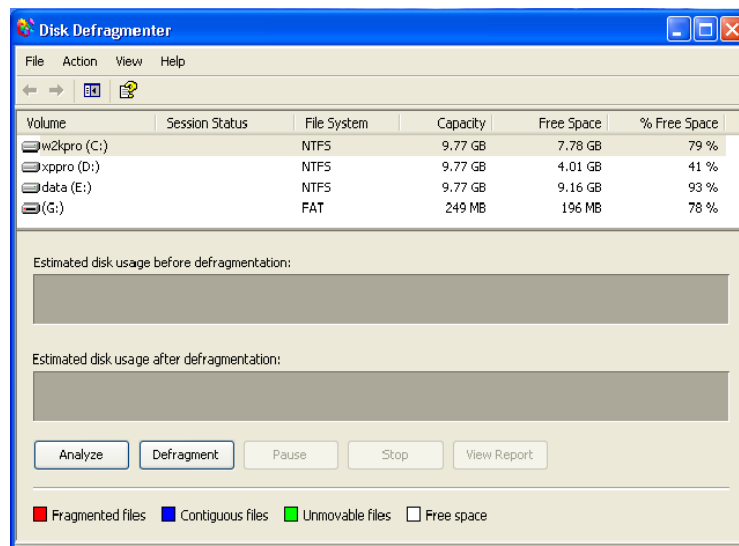 Disk Defragmenter
File Action View Help
Volume Session Status File System Capacity Free Space % Free Space
w2kpro (C:) NTFS 9.77 GB 7.78 GB 79 %
xppro (D:) NTFS 9.77 GB 4.01 GB 41 %
data (E:) NTFS 9.77 GB 9.16 GB 93 %
(G:) FAT 249 MB 196 MB 78 %
Estimated disk usage before defragmentation:
Estimated disk usage after defragmentation:
Analyze Defragment Pause Stop View Report
Fragmented files Contiguous files Unmovable files Free space